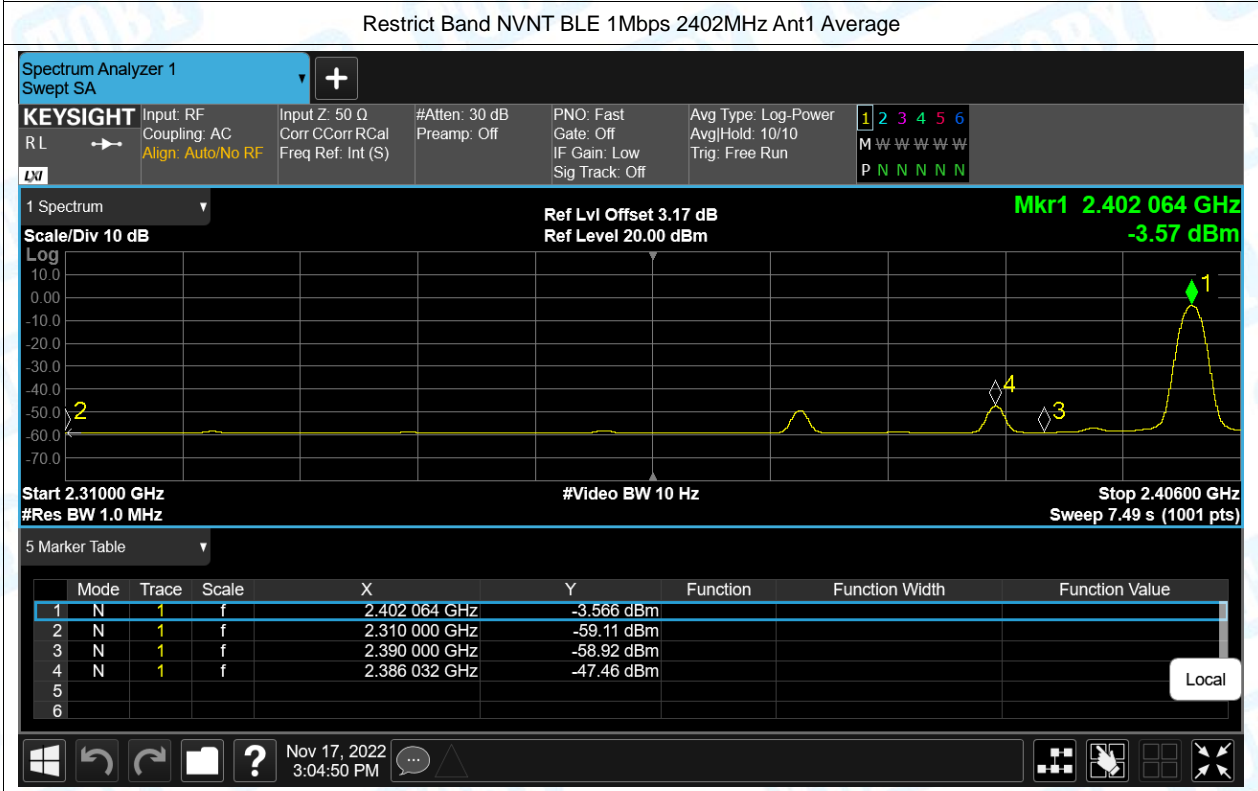 Restrict Band NVNT BLE 1Mbps 2402MHz Ant1 Average
Spectrum Analyzer 1
Swept SA
KEYSIGHT Input: RF Input Z: 50 Ω #Atten: 30 dB PNO: Fast Avg Type: Log-Power 1 2 3 4 5 6
R L Coupling: AC Corr CCorr RCal Preamp: Off Gate: Off Avg|Hold: 10/10 M W W W W W
Align: Auto/No RF Freq Ref: Int (S) IF Gain: Low Trig: Free Run
LXI Sig Track: Off P N N N N N
1 Spectrum Ref Lvl Offset 3.17 dB Mkr1 2.402 064 GHz
Scale/Div 10 dB Ref Level 20.00 dBm -3.57 dBm
Log
10.0
1
0.00
-10.0
-20.0
-30.0
-40.0
4
-50.0
2
3
-60.0
-70.0
Start 2.31000 GHz #Video BW 10 Hz Stop 2.40600 GHz
#Res BW 1.0 MHz Sweep 7.49 s (1001 pts)
5 Marker Table
Mode Trace Scale X Y Function Function Width Function Value
1 N 1 f 2.402 064 GHz -3.566 dBm
2 N 1 f 2.310 000 GHz -59.11 dBm
3 N 1 f 2.390 000 GHz -58.92 dBm
4 N 1 f 2.386 032 GHz -47.46 dBm
5
6
Local
?
Nov 17, 2022
3:04:50 PM